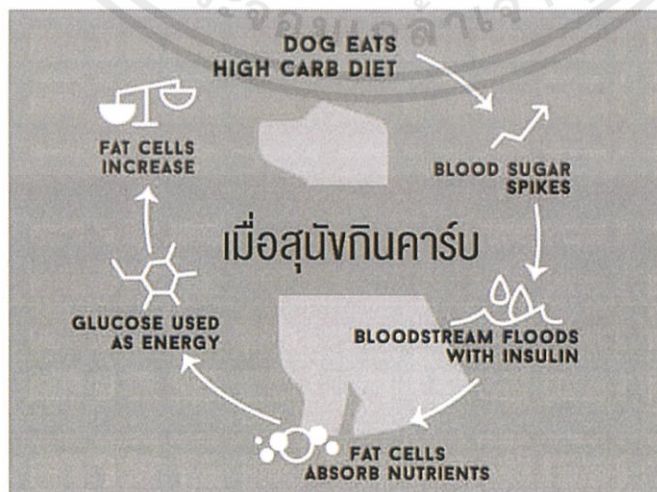 DOG EATS
HIGH CARB DIET
BLOOD SUGAR
SPIKES
BLOODSTREAM FLOODS
WITH INSULIN
FAT CELLS
ABSORB NUTRIENTS
GLUCOSE USED
AS ENERGY
FAT CELLS
INCREASE
เมื่อสุนัขกินคาร์บ